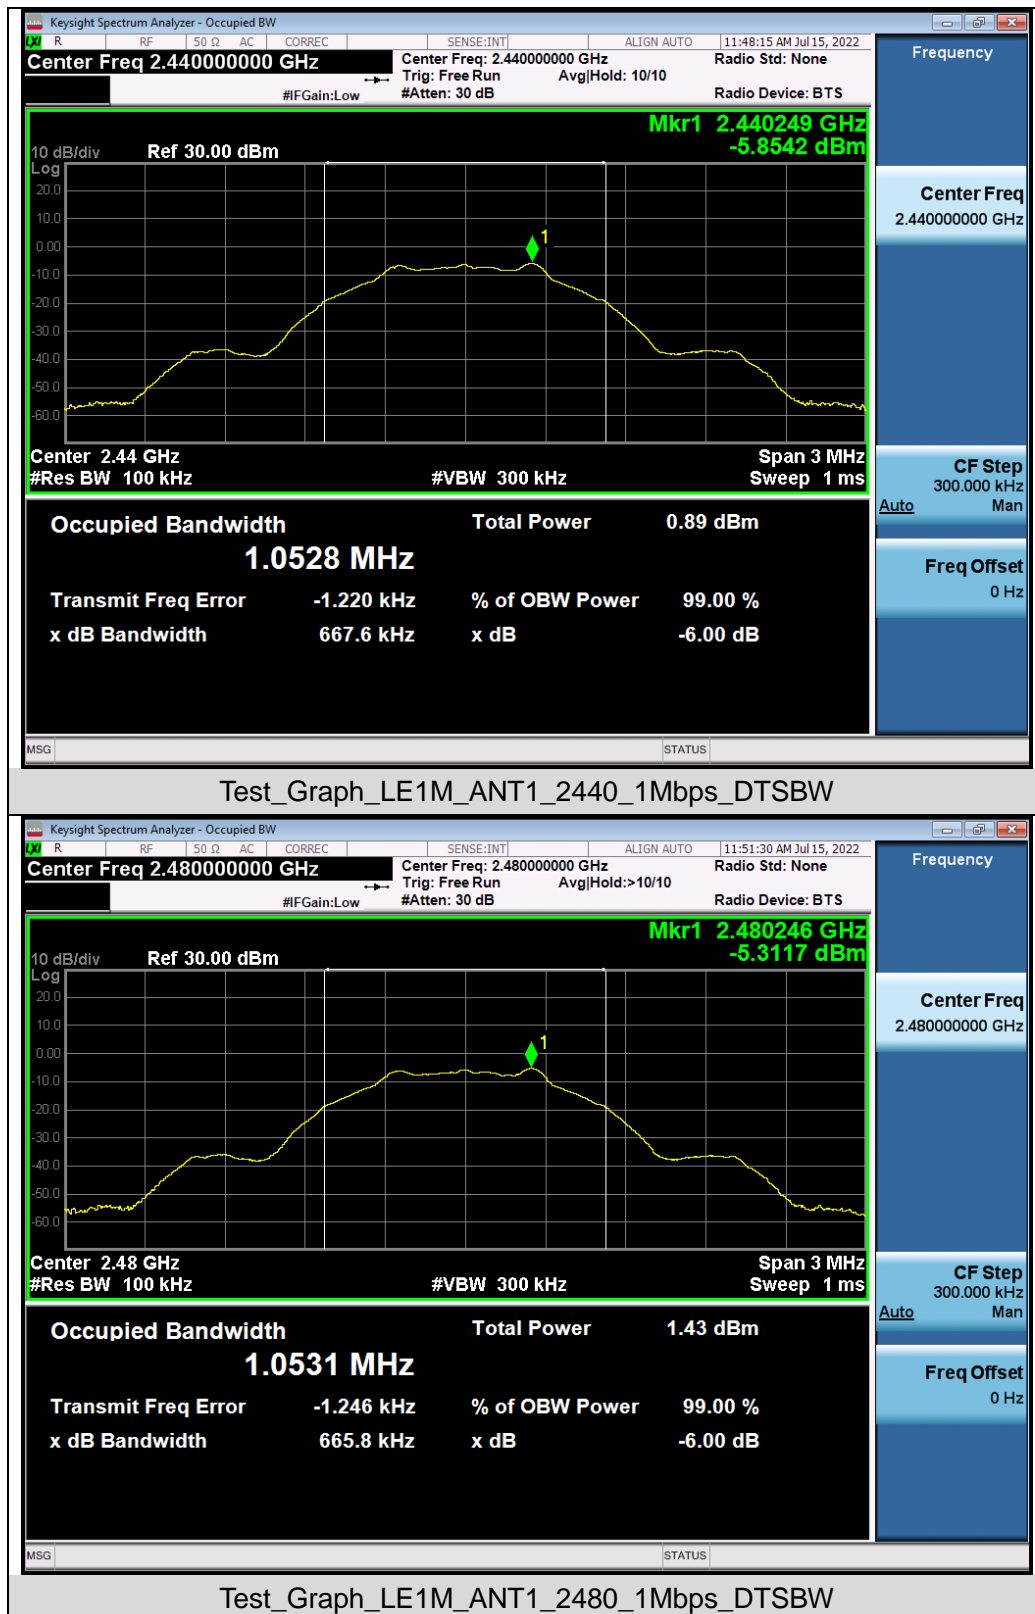 Keysight Spectrum Analyzer - Occupied BW
LXI R RF 50 Ω AC CORREC SENSE:INT ALIGN AUTO 11:48:15 AM Jul 15, 2022
Center Freq 2.440000000 GHz Center Freq: 2.440000000 GHz Radio Std: None Frequency
Trig: Free Run Avg|Hold: 10/10
#IFGain:Low #Atten: 30 dB Radio Device: BTS
Mkr1 2.440249 GHz
-5.8542 dBm
10 dB/div Ref 30.00 dBm
Log
20.0
10.0
0.00
-10.0
-20.0
-30.0
-40.0
-50.0
-60.0
1
Center Freq
2.440000000 GHz
Center 2.44 GHz Span 3 MHz
#Res BW 100 kHz #VBW 300 kHz Sweep 1 ms
CF Step
300.000 kHz
Auto Man
Occupied Bandwidth Total Power 0.89 dBm
1.0528 MHz
Freq Offset
0 Hz
Transmit Freq Error -1.220 kHz % of OBW Power 99.00 %
x dB Bandwidth 667.6 kHz x dB -6.00 dB
MSG STATUS
Test_Graph_LE1M_ANT1_2440_1Mbps_DTSBW
Keysight Spectrum Analyzer - Occupied BW
LXI R RF 50 Ω AC CORREC SENSE:INT ALIGN AUTO 11:51:30 AM Jul 15, 2022
Center Freq 2.480000000 GHz Center Freq: 2.480000000 GHz Radio Std: None Frequency
Trig: Free Run Avg|Hold:>10/10
#IFGain:Low #Atten: 30 dB Radio Device: BTS
Mkr1 2.480246 GHz
-5.3117 dBm
10 dB/div Ref 30.00 dBm
Log
20.0
10.0
0.00
-10.0
-20.0
-30.0
-40.0
-50.0
-60.0
1
Center Freq
2.480000000 GHz
Center 2.48 GHz Span 3 MHz
#Res BW 100 kHz #VBW 300 kHz Sweep 1 ms
CF Step
300.000 kHz
Auto Man
Occupied Bandwidth Total Power 1.43 dBm
1.0531 MHz
Freq Offset
0 Hz
Transmit Freq Error -1.246 kHz % of OBW Power 99.00 %
x dB Bandwidth 665.8 kHz x dB -6.00 dB
MSG STATUS
Test_Graph_LE1M_ANT1_2480_1Mbps_DTSBW